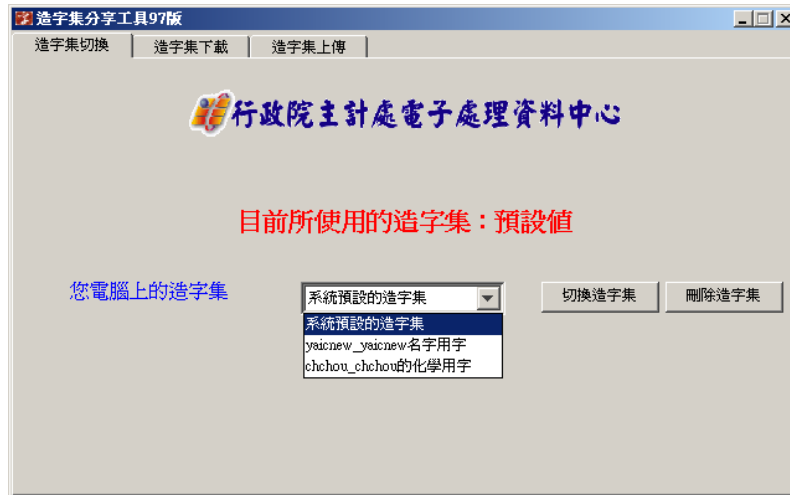 造字集分享工具97版
造字集切換 造字集下載 造字集上傳
行政院主計處電子處理資料中心
目前所使用的造字集：預設值
您電腦上的造字集 系統預設的造字集 切換造字集 刪除造字集
系統預設的造字集
yaicnew_yaicnew名字用字
chchou_chchou的化學用字